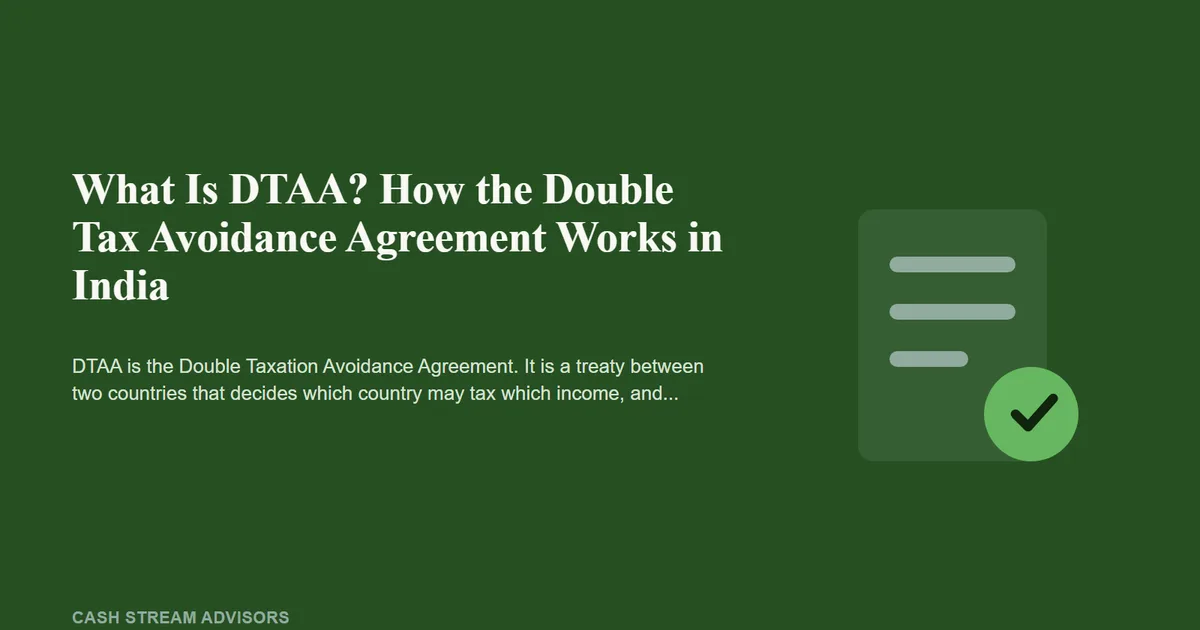 What Is DTAA? How the Double
Tax Avoidance Agreement Works in
India
DTAA is the Double Taxation Avoidance Agreement. It is a treaty between
two countries that decides which country may tax which income, and...
CASH STREAM ADVISORS